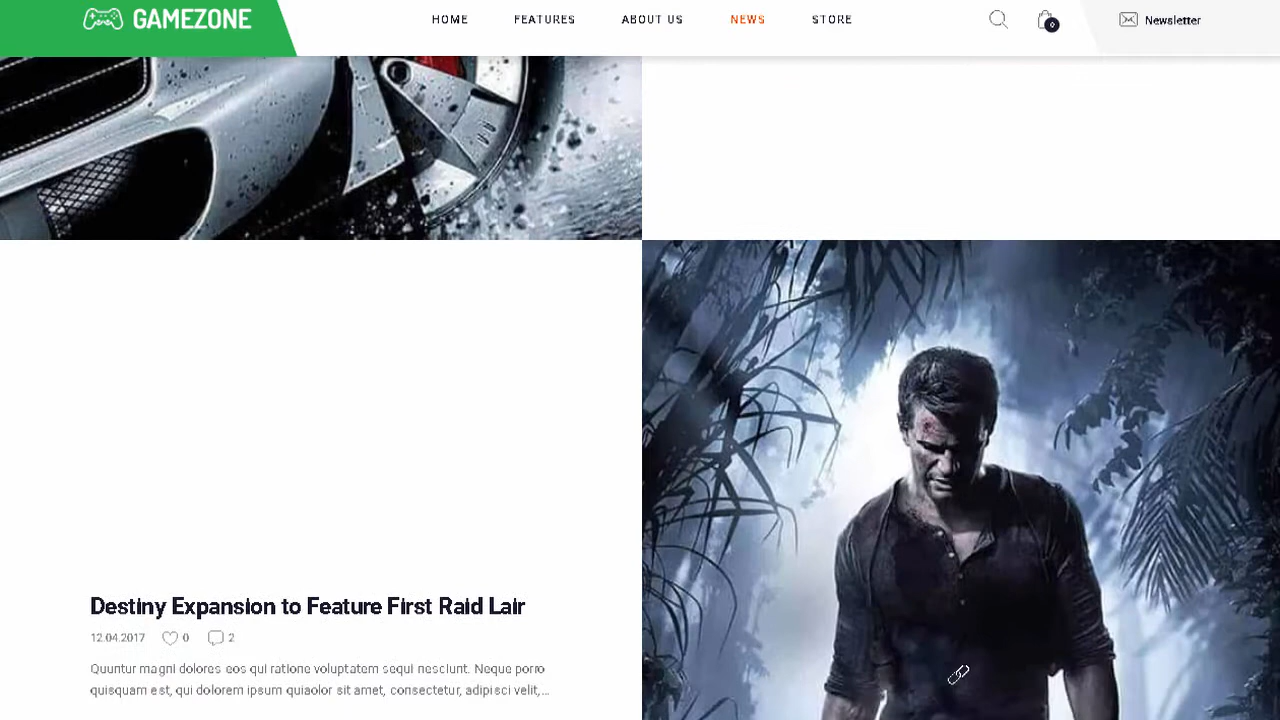 GAMEZONE
HOME FEATURES ABOUT US NEWS STORE
0
Newsletter
Destiny Expansion to Feature First Raid Lair
12.04.2017 0 2
Quuntur magni dolores eos qui ratione voluptatem sequi nesciunt. Neque porro
quisquam est, qui dolorem ipsum quiaolor sit amet, consectetur, adipisci velit,...